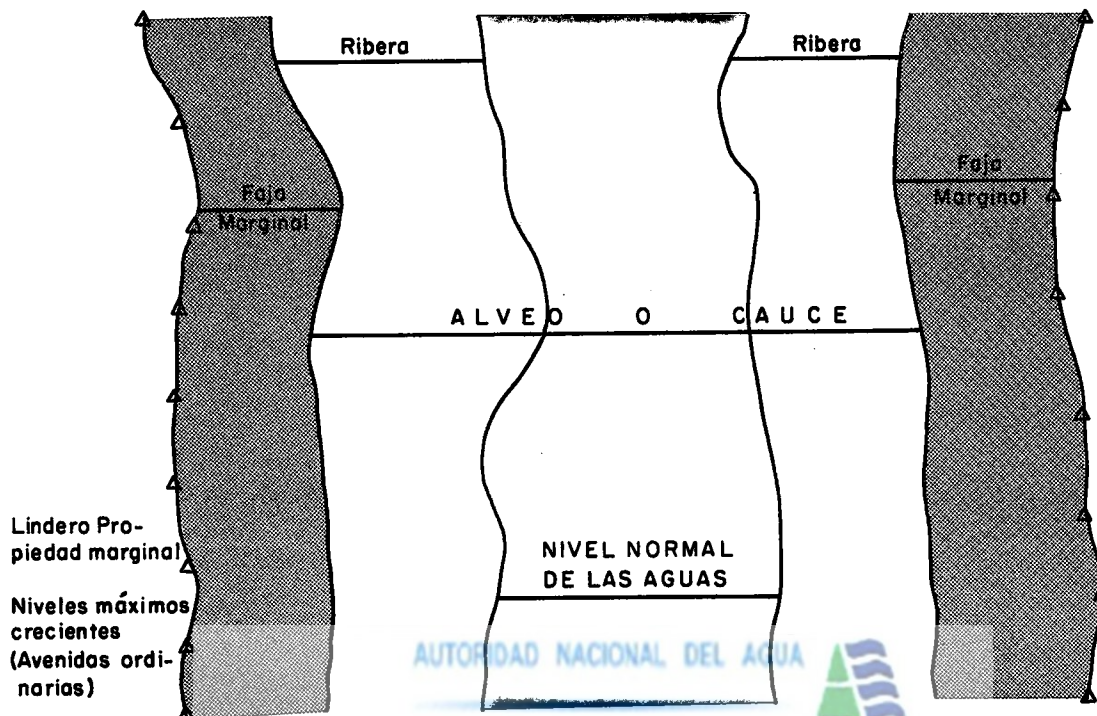 Ribera
Ribera
Faja
Marginal
Faja
Marginal
ALVEO O CAUCE
Lindero Pro-
piedad marginal
NIVEL NORMAL
DE LAS AGUAS
Niveles máximos
crecientes
(Avenidas ordi-
narias)
AUTORIDAD NACIONAL DEL AGUA